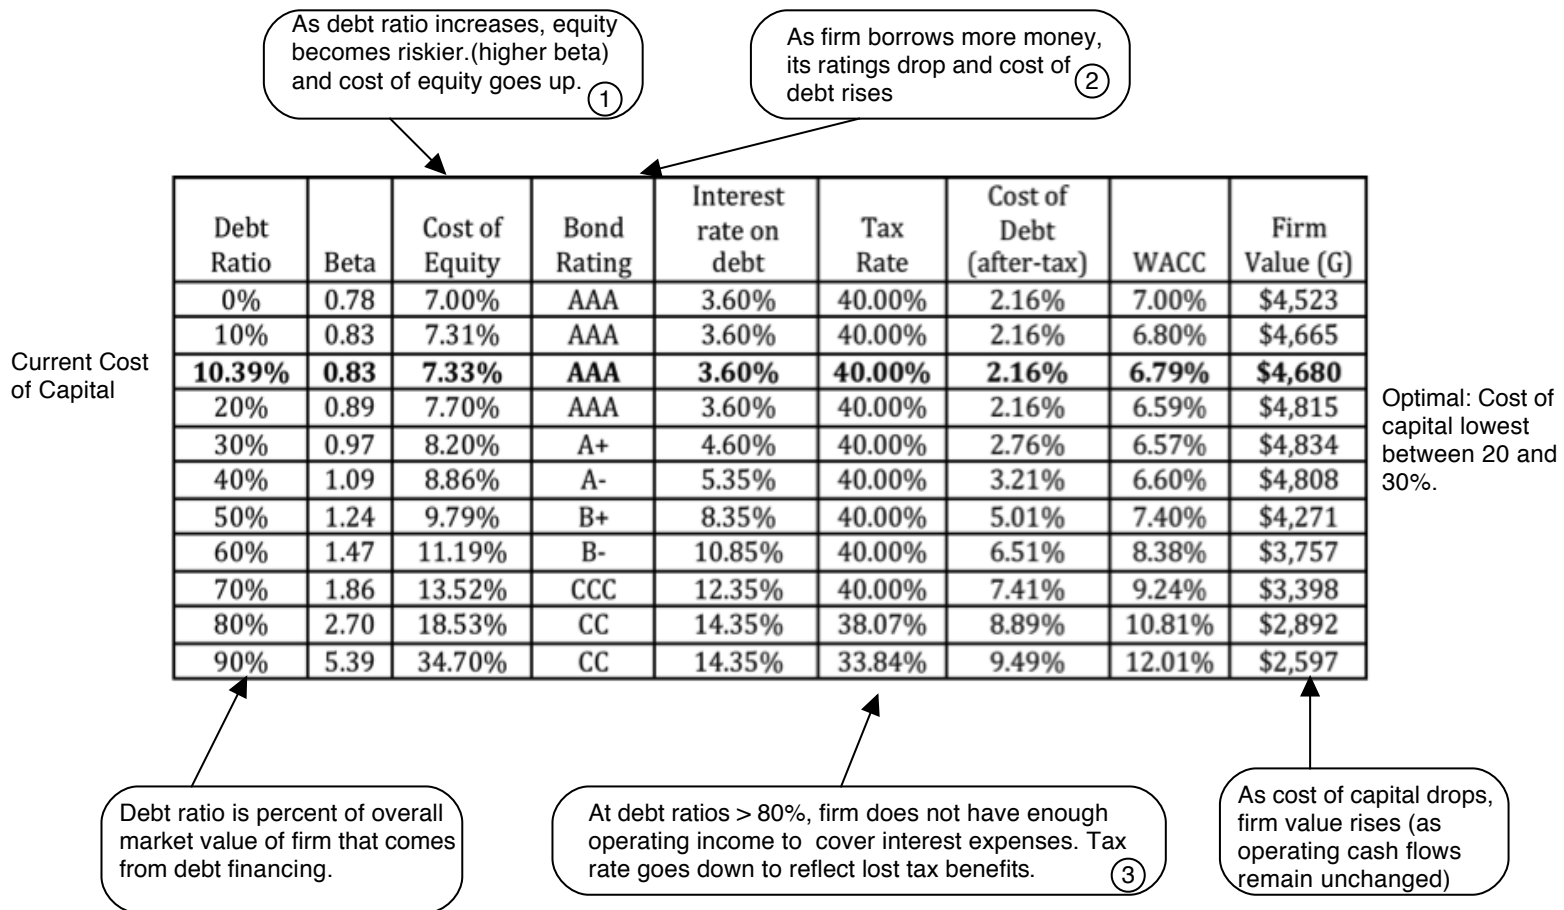 As debt ratio increases, equity
becomes riskier.(higher beta)
and cost of equity goes up.
1
As firm borrows more money,
its ratings drop and cost of
debt rises
2
Debt Ratio Beta Cost of Equity Bond Rating Interest rate on debt Tax Rate Cost of Debt (after-tax) WACC Firm Value (G)
0% 0.78 7.00% AAA 3.60% 40.00% 2.16% 7.00% $4,523
10% 0.83 7.31% AAA 3.60% 40.00% 2.16% 6.80% $4,665
10.39% 0.83 7.33% AAA 3.60% 40.00% 2.16% 6.79% $4,680
20% 0.89 7.70% AAA 3.60% 40.00% 2.16% 6.59% $4,815
30% 0.97 8.20% A+ 4.60% 40.00% 2.76% 6.57% $4,834
40% 1.09 8.86% A- 5.35% 40.00% 3.21% 6.60% $4,808
50% 1.24 9.79% B+ 8.35% 40.00% 5.01% 7.40% $4,271
60% 1.47 11.19% B- 10.85% 40.00% 6.51% 8.38% $3,757
70% 1.86 13.52% CCC 12.35% 40.00% 7.41% 9.24% $3,398
80% 2.70 18.53% CC 14.35% 38.07% 8.89% 10.81% $2,892
90% 5.39 34.70% CC 14.35% 33.84% 9.49% 12.01% $2,597
Current Cost
of Capital
Optimal: Cost of
capital lowest
between 20 and
30%.
Debt ratio is percent of overall
market value of firm that comes
from debt financing.
At debt ratios > 80%, firm does not have enough
operating income to cover interest expenses. Tax
rate goes down to reflect lost tax benefits.
3
As cost of capital drops,
firm value rises (as
operating cash flows
remain unchanged)